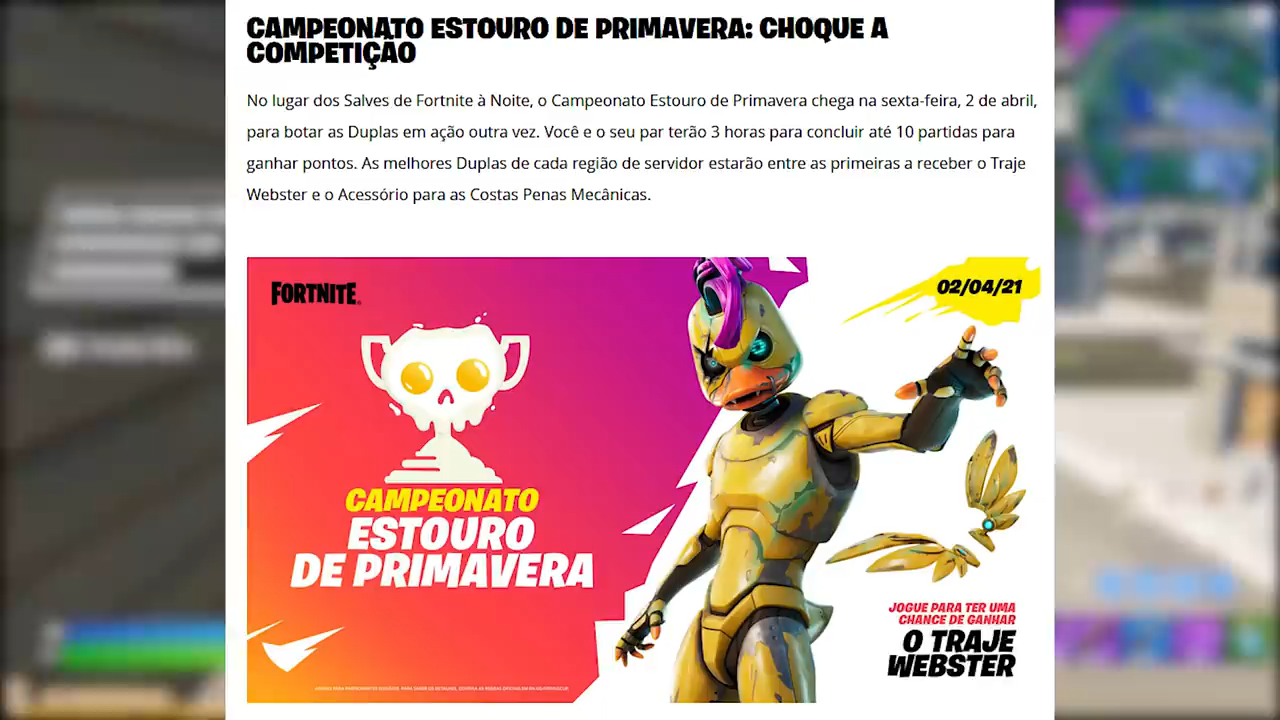 CAMPEONATO ESTOURO DE PRIMAVERA: CHOQUE A
COMPETIÇÃO
No lugar dos Salves de Fortnite à Noite, o Campeonato Estouro de Primavera chega na sexta-feira, 2 de abril,
para botar as Duplas em ação outra vez. Você e o seu par terão 3 horas para concluir até 10 partidas para
ganhar pontos. As melhores Duplas de cada região de servidor estarão entre as primeiras a receber o Traje
Webster e o Acessório para as Costas Penas Mecânicas.
FORTNITE
02/04/21
CAMPEONATO
ESTOURO
DE PRIMAVERA
JOGUE PARA TER UMA
CHANCE DE GANHAR
O TRAJE
WEBSTER